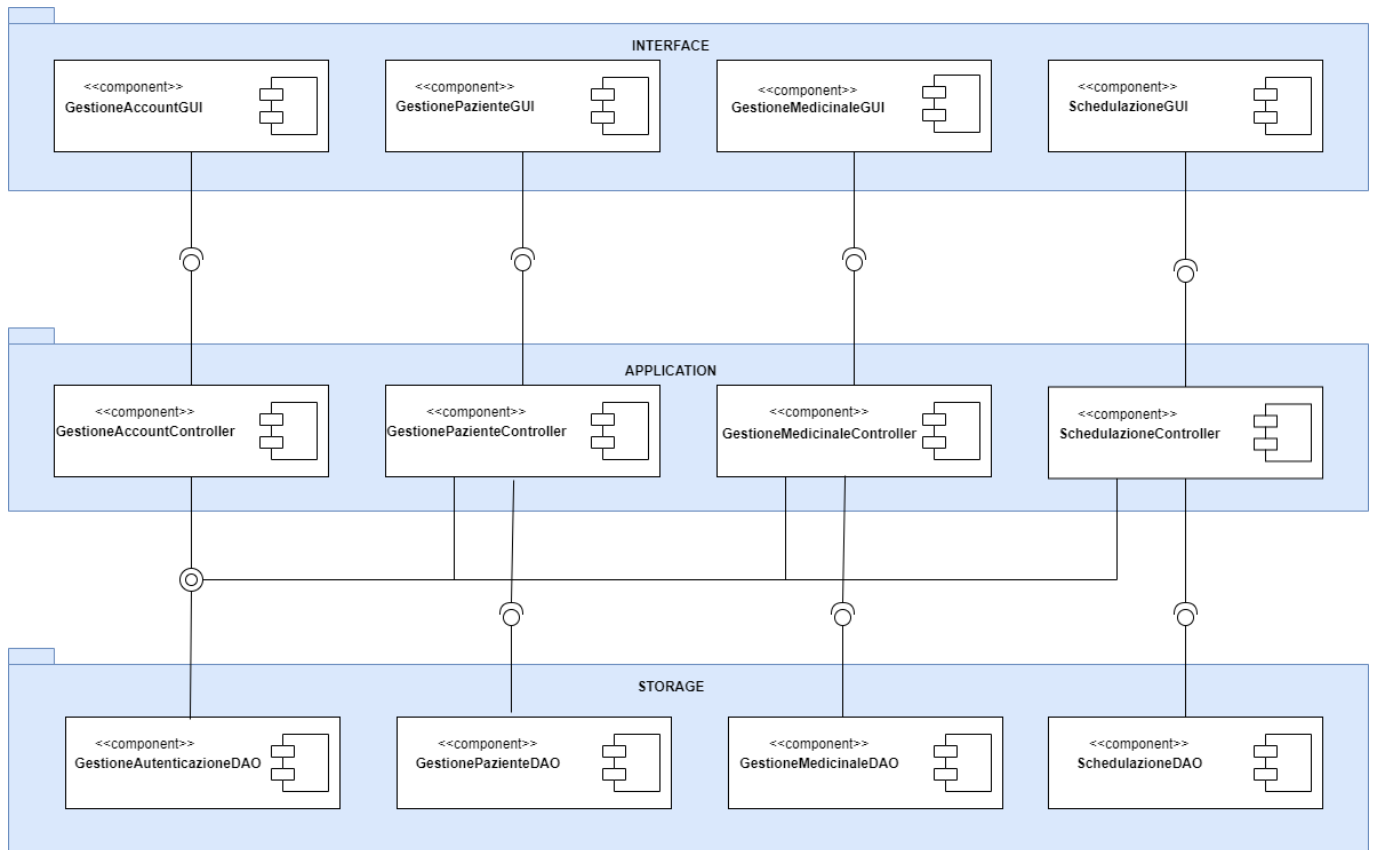 INTERFACE
<<component>>
GestioneAccountGUI
<<component>>
GestionePazienteGUI
<<component>>
GestioneMedicinaleGUI
<<component>>
SchedulazioneGUI
APPLICATION
<<component>>
GestioneAccountController
<<component>>
GestionePazienteController
<<component>>
GestioneMedicinaleController
<<component>>
SchedulazioneController
STORAGE
<<component>>
GestioneAutenticazioneDAO
<<component>>
GestionePazienteDAO
<<component>>
GestioneMedicinaleDAO
<<component>>
SchedulazioneDAO